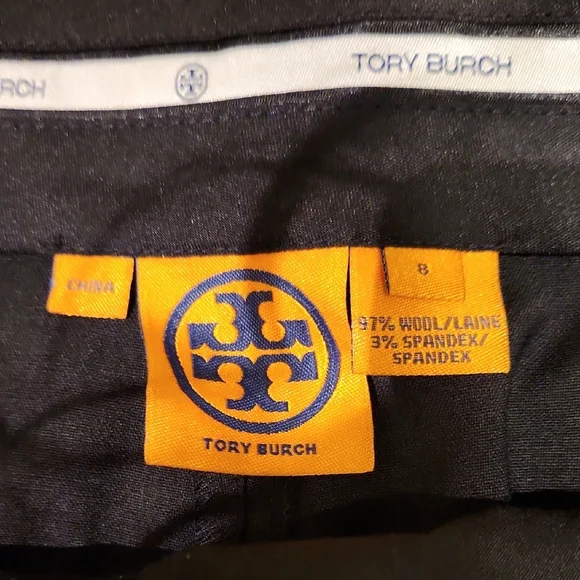 RCH TORY BURCH
CHINA
TORY BURCH
8
97% WOOL/LAINE
3% SPANDEX/
SPANDEX